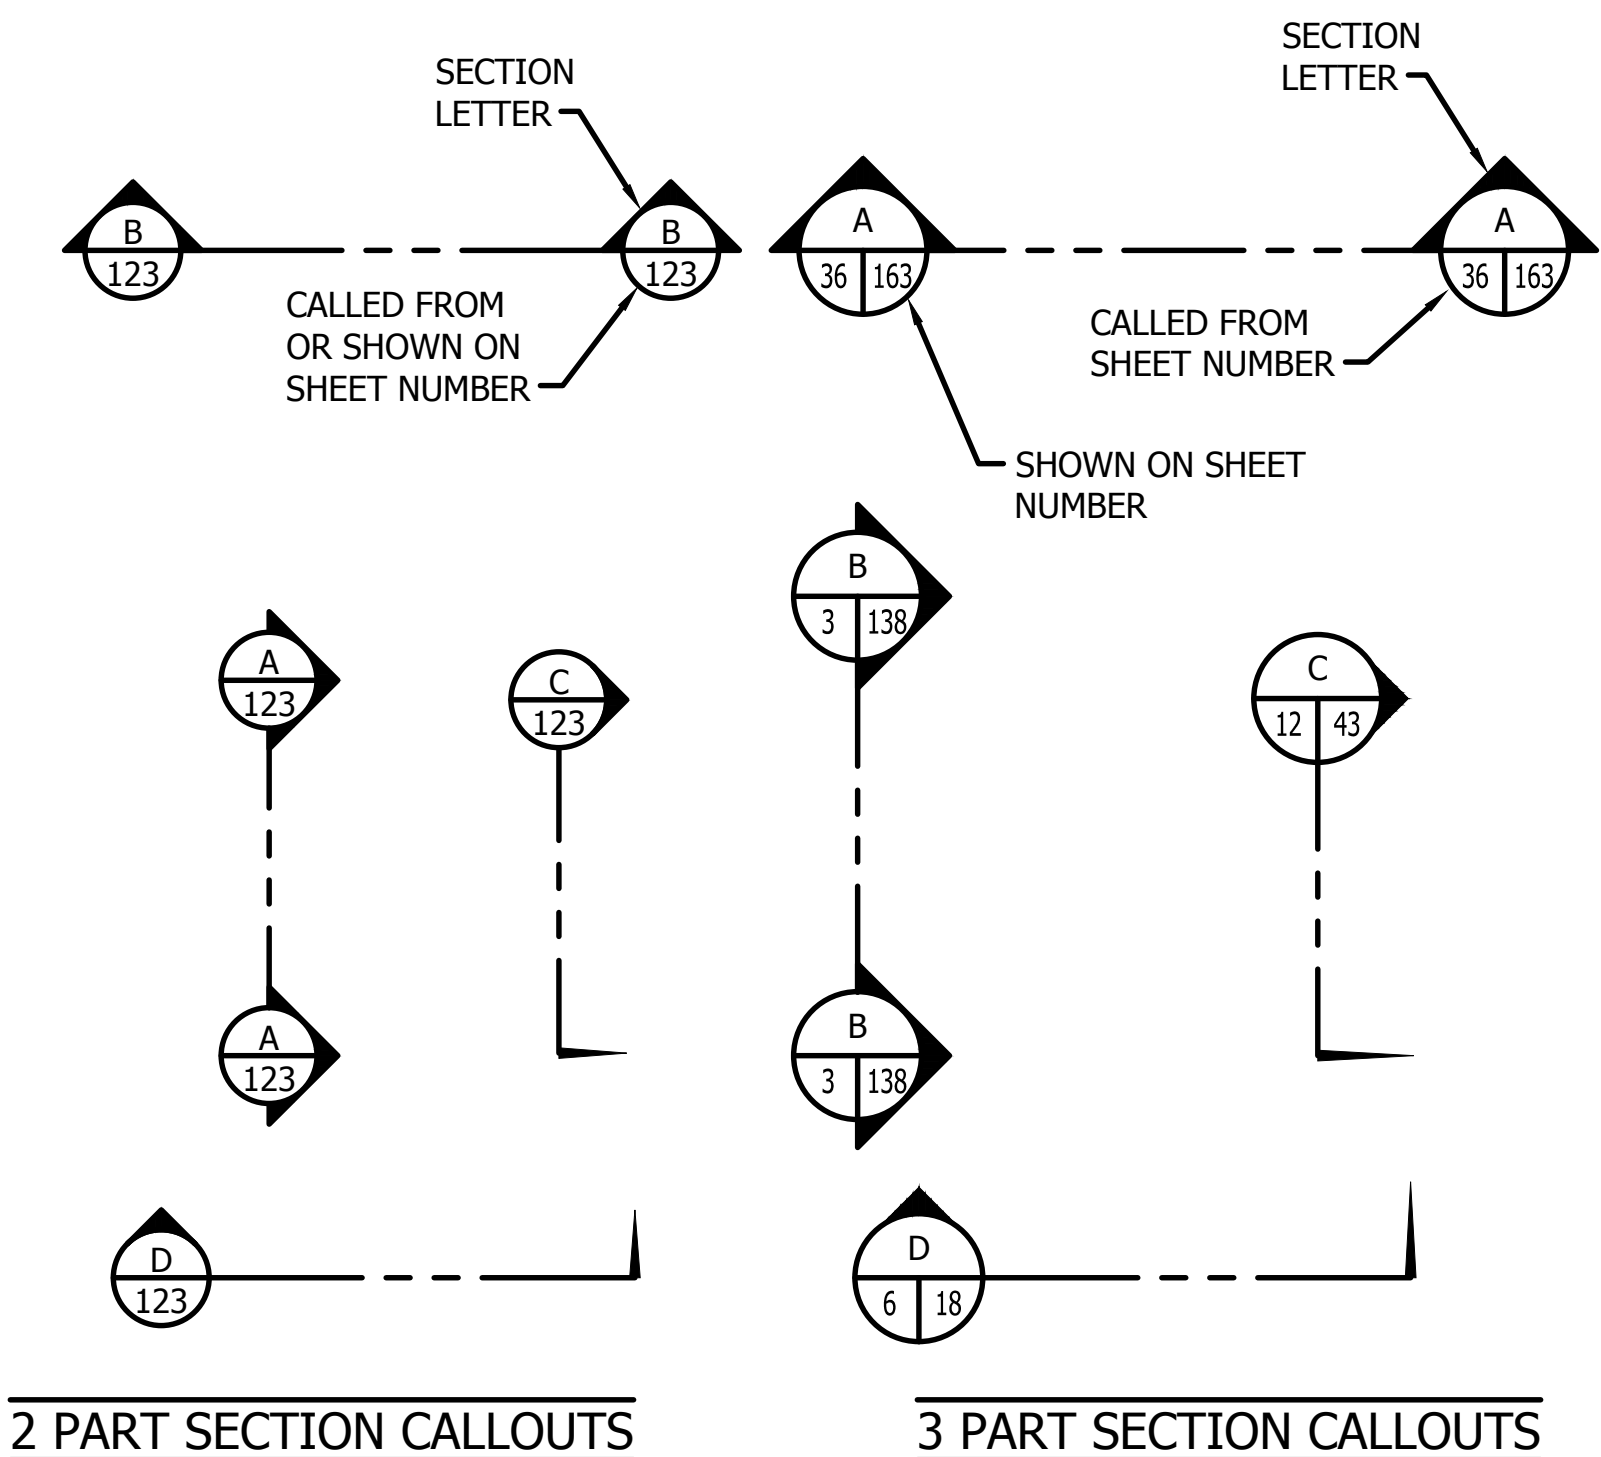 SECTION
LETTER
B
123
B
123
CALLED FROM
OR SHOWN ON
SHEET NUMBER
SECTION
LETTER
A
36 163
A
36 163
CALLED FROM
SHEET NUMBER
SHOWN ON SHEET
NUMBER
A
123
C
123
A
123
D
123
B
3 138
C
12 43
B
3 138
D
6 18
2 PART SECTION CALLOUTS
3 PART SECTION CALLOUTS